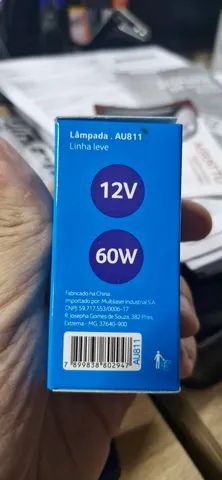 Lâmpada . AU811
Linha leve
12V
60W
Fabricado na China
Importado por: Multilaser Industrial S.A
CNPJ: 59.717.553/0006-17
R. Josepha Gomes de Souza, 382 Pires,
Extrema - MG, 37640-900
7 899838 802947
AU811